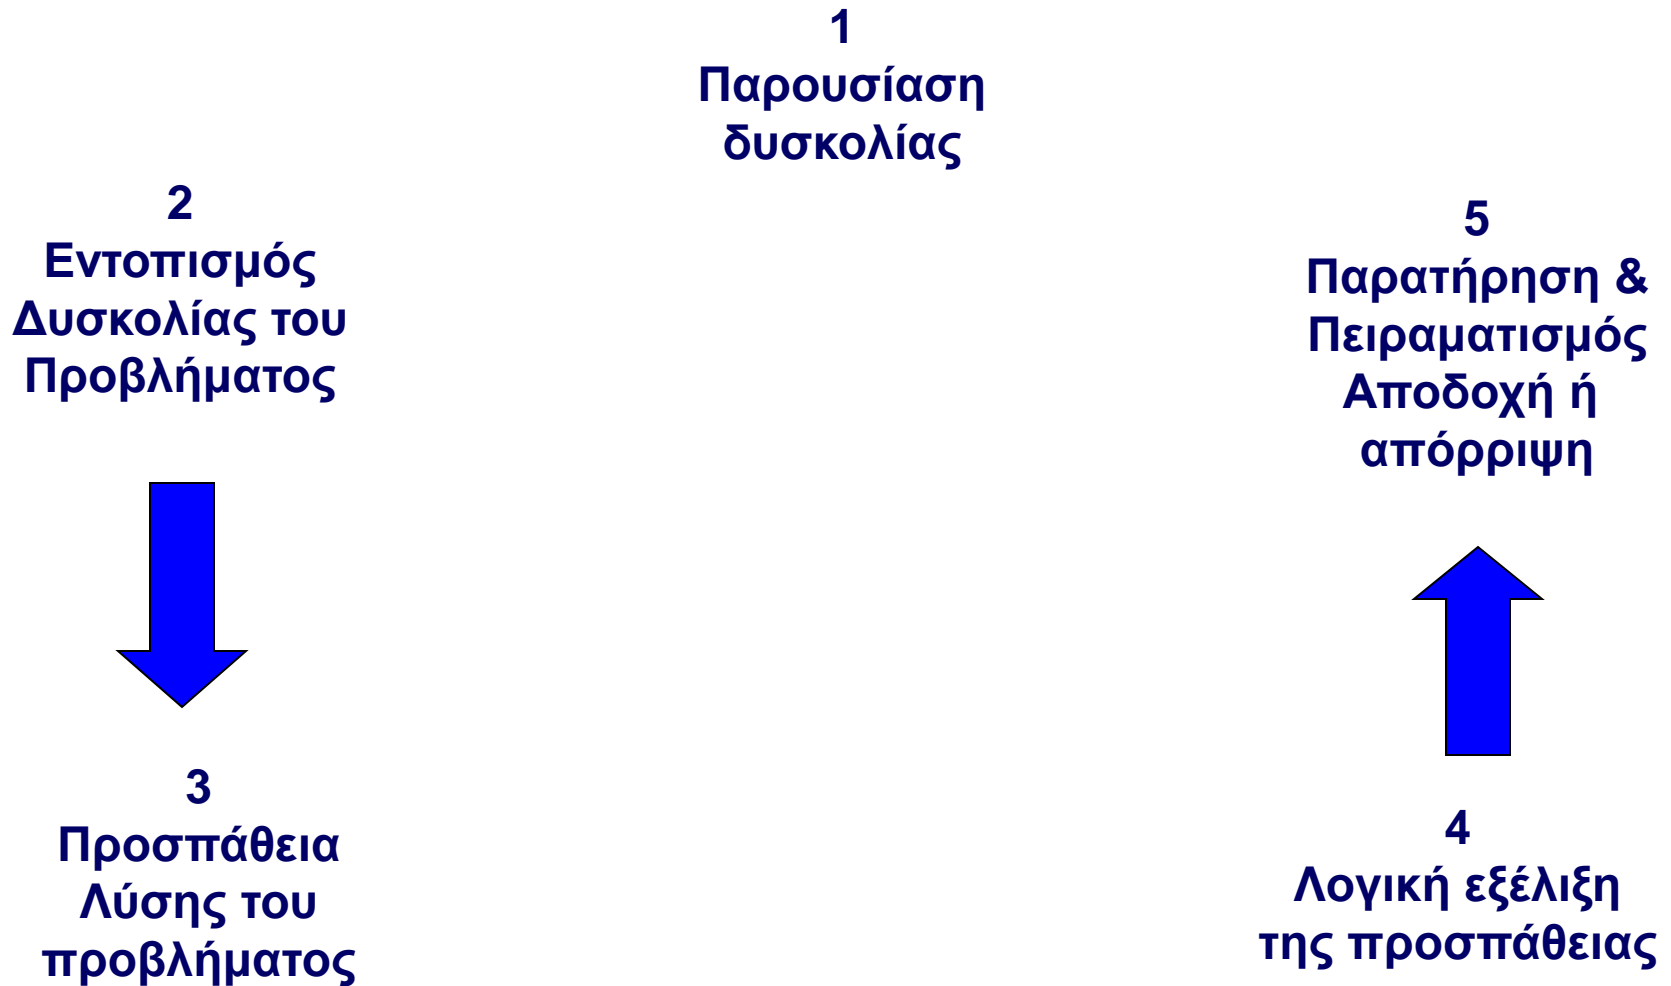 1
Παρουσίαση
δυσκολίας
2
Εντοπισμός
Δυσκολίας του
Προβλήματος
3
Προσπάθεια
Λύσης του
προβλήματος
4
Λογική εξέλιξη
της προσπάθειας
5
Παρατήρηση &
Πειραματισμός
Αποδοχή ή
απόρριψη